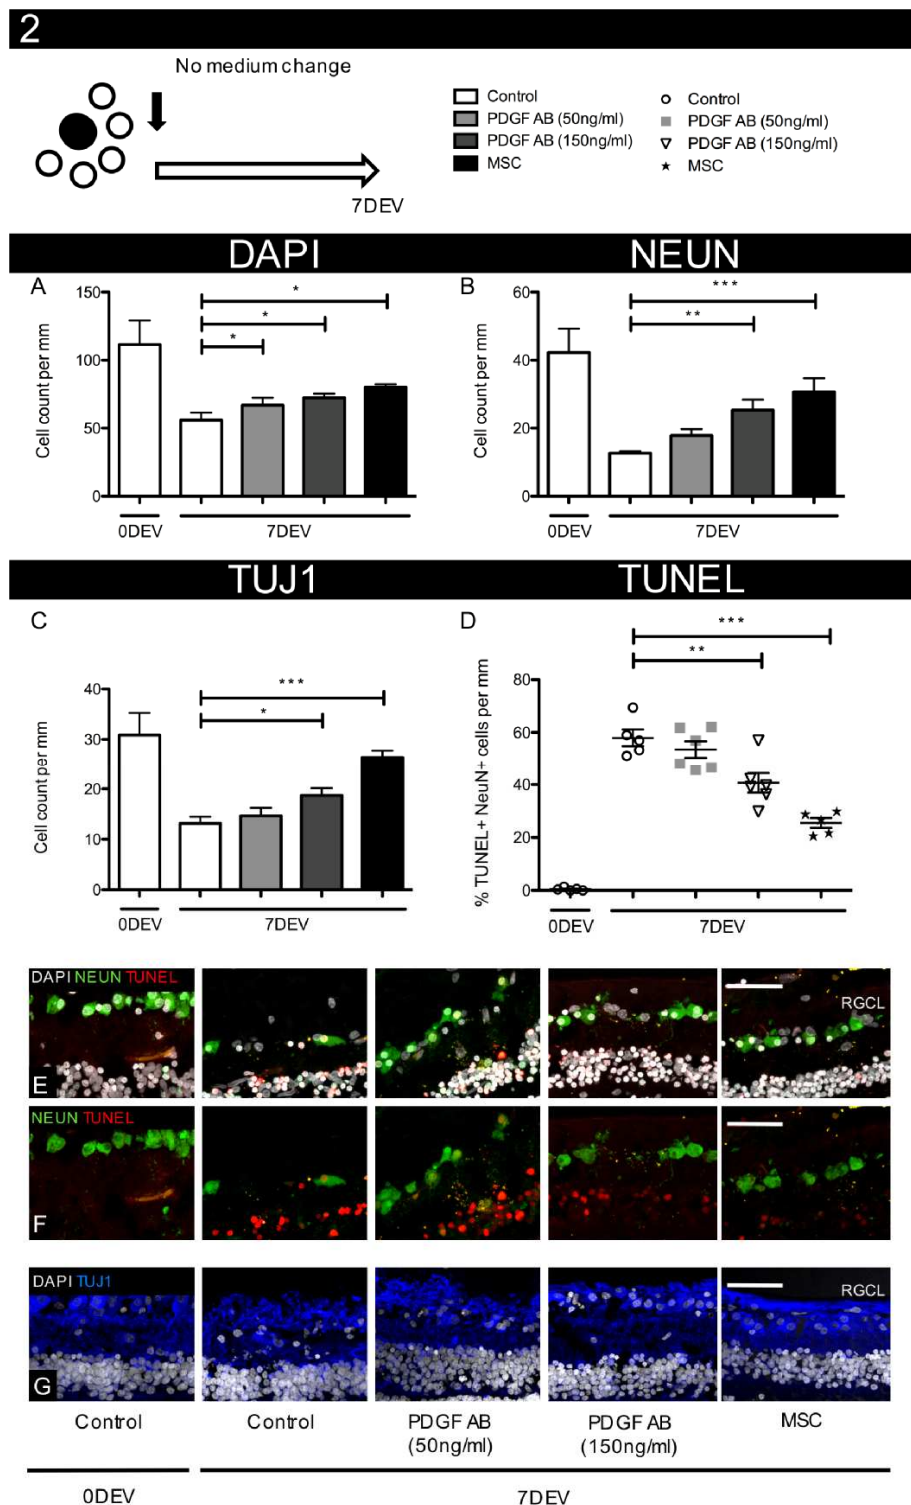 2
No medium change
7DEV
Control
PDGF AB (50ng/ml)
PDGF AB (150ng/ml)
MSC
Control
PDGF AB (50ng/ml)
PDGF AB (150ng/ml)
MSC
DAPI
NEUN
A
Cell count per mm
150
100
50
0
*
*
*
0DEV
7DEV
B
Cell count per mm
60
40
20
0
***
**
0DEV
7DEV
TUJ1
TUNEL
C
Cell count per mm
40
30
20
10
0
***
*
0DEV
7DEV
D
% TUNEL+ NeuN+ cells per mm
80
60
40
20
0
***
**
0DEV
7DEV
DAPI NEUN TUNEL
RGCL
E
NEUN TUNEL
F
DAPI TUJ1
RGCL
G
Control
Control
PDGF AB
(50ng/ml)
PDGF AB
(150ng/ml)
MSC
0DEV
7DEV